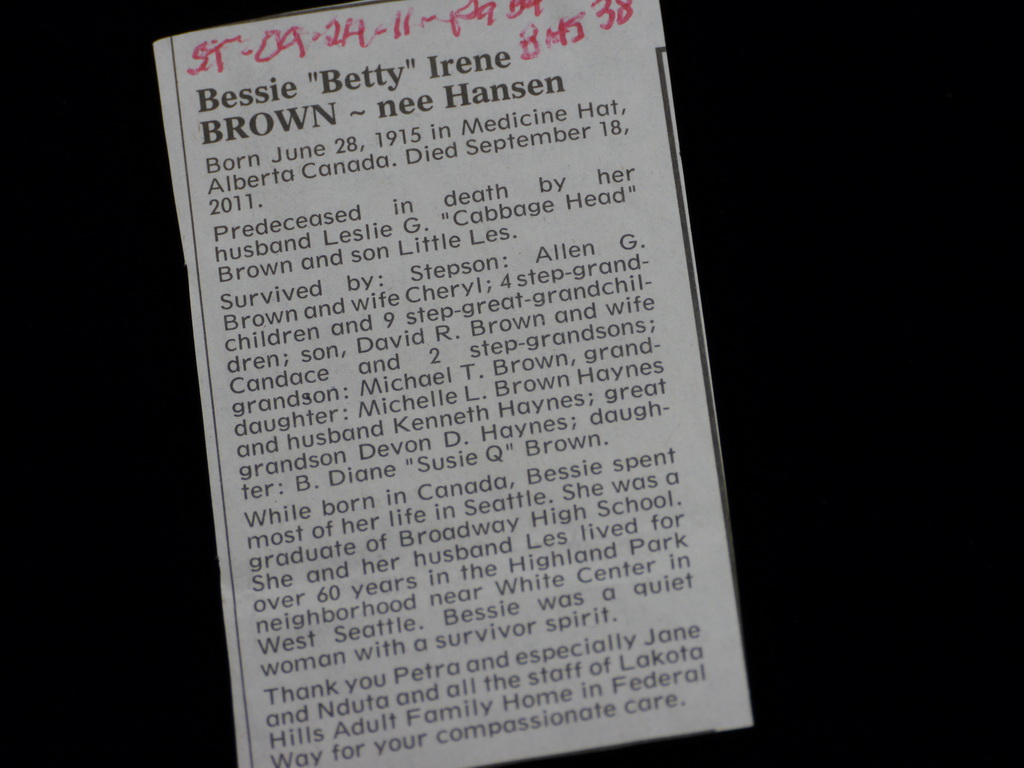 ST-09-24-11-Pg B4
BHS 38
Bessie "Betty" Irene
BROWN ~ nee Hansen
Born June 28, 1915 in Medicine Hat,
Alberta Canada. Died September 18,
2011.
Predeceased in death by her
husband Leslie G. "Cabbage Head"
Brown and son Little Les.
Survived by: Stepson: Allen G.
Brown and wife Cheryl; 4 step-grand-
children and 9 step-great-grandchil-
dren; son, David R. Brown and wife
Candace and 2 step-grandsons;
grandson: Michael T. Brown, grand-
daughter: Michelle L. Brown Haynes
and husband Kenneth Haynes; great
grandson Devon D. Haynes; daugh-
ter: B. Diane "Susie Q" Brown.
While born in Canada, Bessie spent
most of her life in Seattle. She was a
graduate of Broadway High School.
She and her husband Les lived for
over 60 years in the Highland Park
neighborhood near White Center in
West Seattle. Bessie was a quiet
woman with a survivor spirit.
Thank you Petra and especially Jane
and Nduta and all the staff of Lakota
Hills Adult Family Home in Federal
Way for your compassionate care.